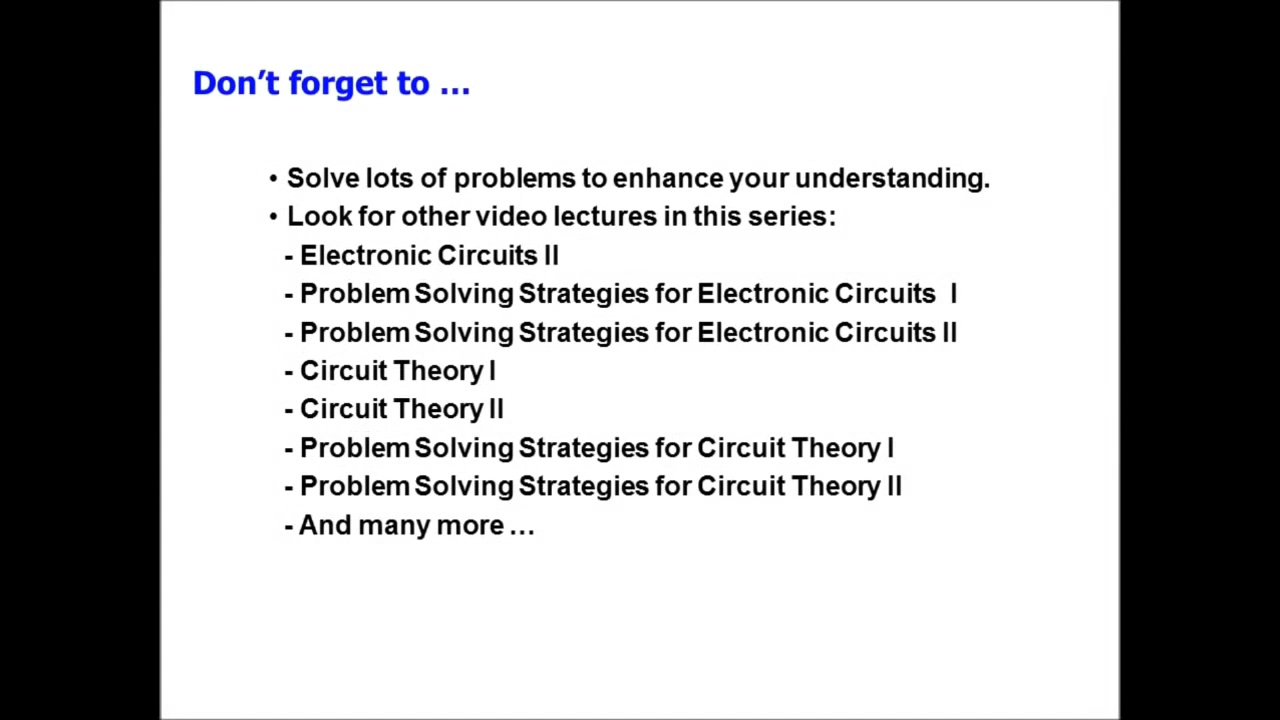 Don’t forget to …
• Solve lots of problems to enhance your understanding.
• Look for other video lectures in this series:
- Electronic Circuits II
- Problem Solving Strategies for Electronic Circuits I
- Problem Solving Strategies for Electronic Circuits II
- Circuit Theory I
- Circuit Theory II
- Problem Solving Strategies for Circuit Theory I
- Problem Solving Strategies for Circuit Theory II
- And many more …